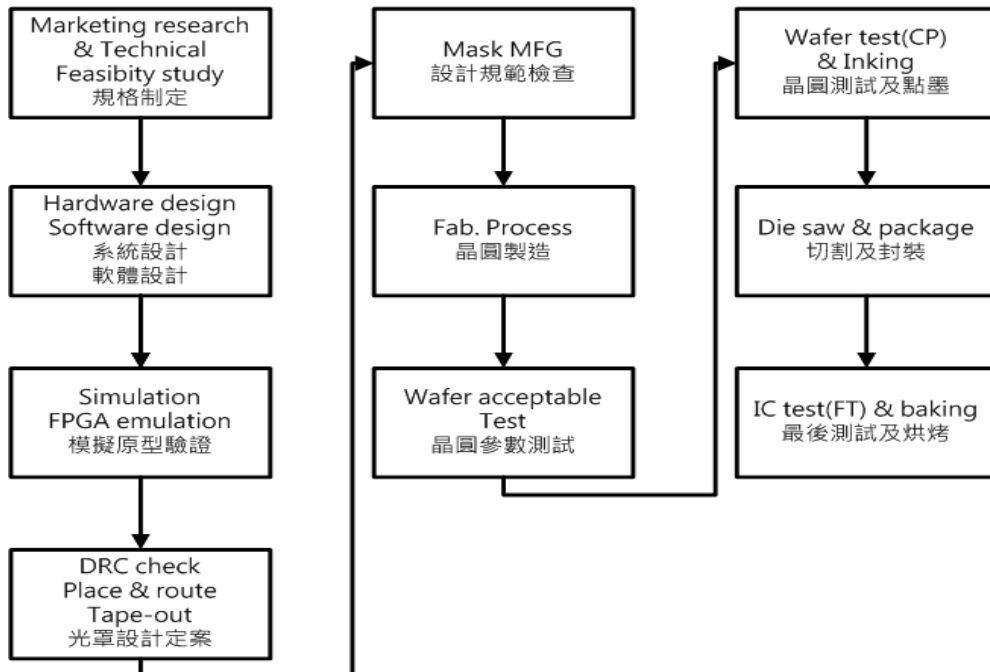 Marketing research
& Technical
Feasibity study
規格制定
Hardware design
Software design
系統設計
軟體設計
Simulation
FPGA emulation
模擬原型驗證
DRC check
Place & route
Tape-out
光罩設計定案
Mask MFG
設計規範檢查
Fab. Process
晶圓製造
Wafer acceptable
Test
晶圓參數測試
Wafer test(CP)
& Inking
晶圓測試及點墨
Die saw & package
切割及封裝
IC test(FT) & baking
最後測試及烘烤